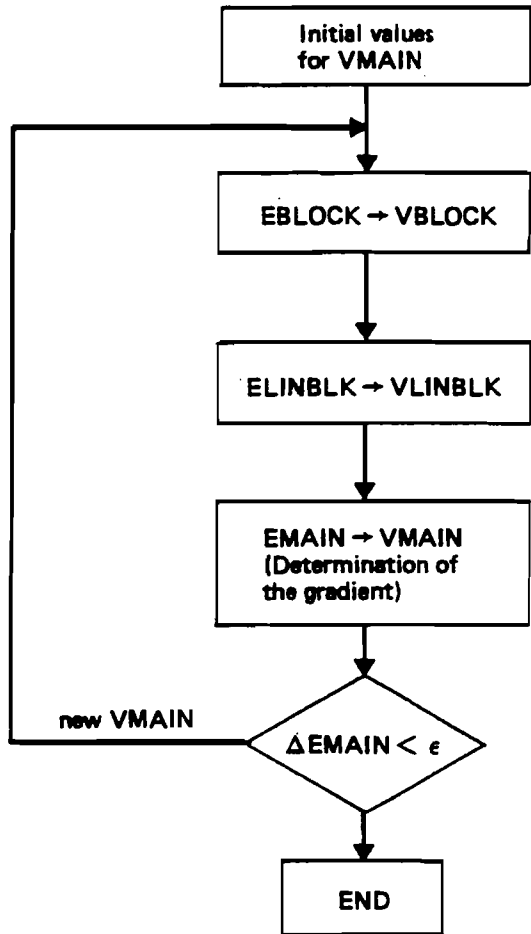 Initial values
for VMAIN
EBLOCK → VBLOCK
ELINBLK → VLINBLK
EMAIN → VMAIN
(Determination of
the gradient)
new VMAIN
ΔEMAIN < ϵ
END